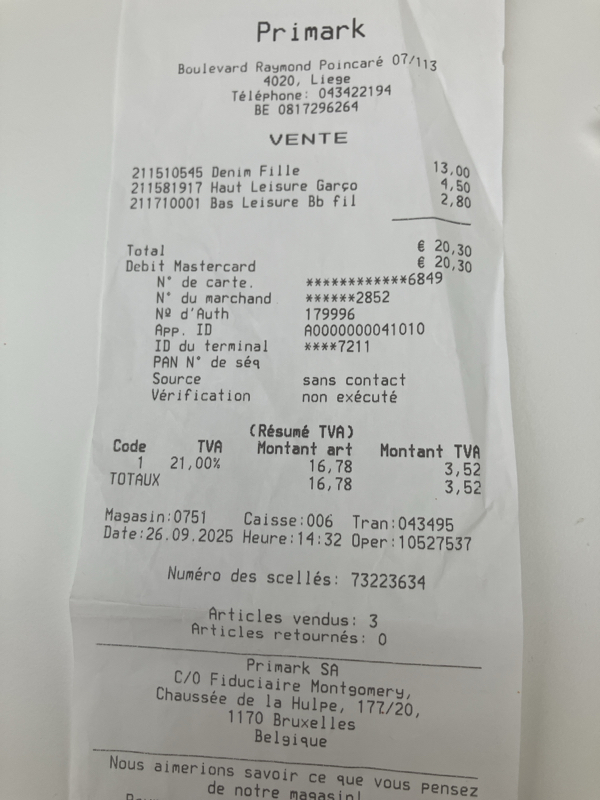 Primark
Boulevard Raymond Poincaré 07/113
4020, Liege
Téléphone: 043422194
BE 0817296264
VENTE
211510545 Denim Fille 13,00
211581917 Haut Leisure Garço 4,50
211710001 Bas Leisure Bb fil 2,80
Total € 20,30
Debit Mastercard € 20,30
N° de carte. ************6849
N° du marchand ******2852
Nº d'Auth 179996
App. ID A0000000041010
ID du terminal ****7211
PAN N° de séq
Source sans contact
Vérification non exécuté
(Résumé TVA)
Code TVA Montant art Montant TVA
1 21,00% 16,78 3,52
TOTAUX 16,78 3,52
Magasin:0751 Caisse:006 Tran:043495
Date:26.09.2025 Heure:14:32 Oper:10527537
Numéro des scellés: 73223634
Articles vendus: 3
Articles retournés: 0
Primark SA
C/O Fiduciaire Montgomery,
Chaussée de la Hulpe, 177/20,
1170 Bruxelles
Belgique
Nous aimerions savoir ce que vous pensez
de notre magasin!